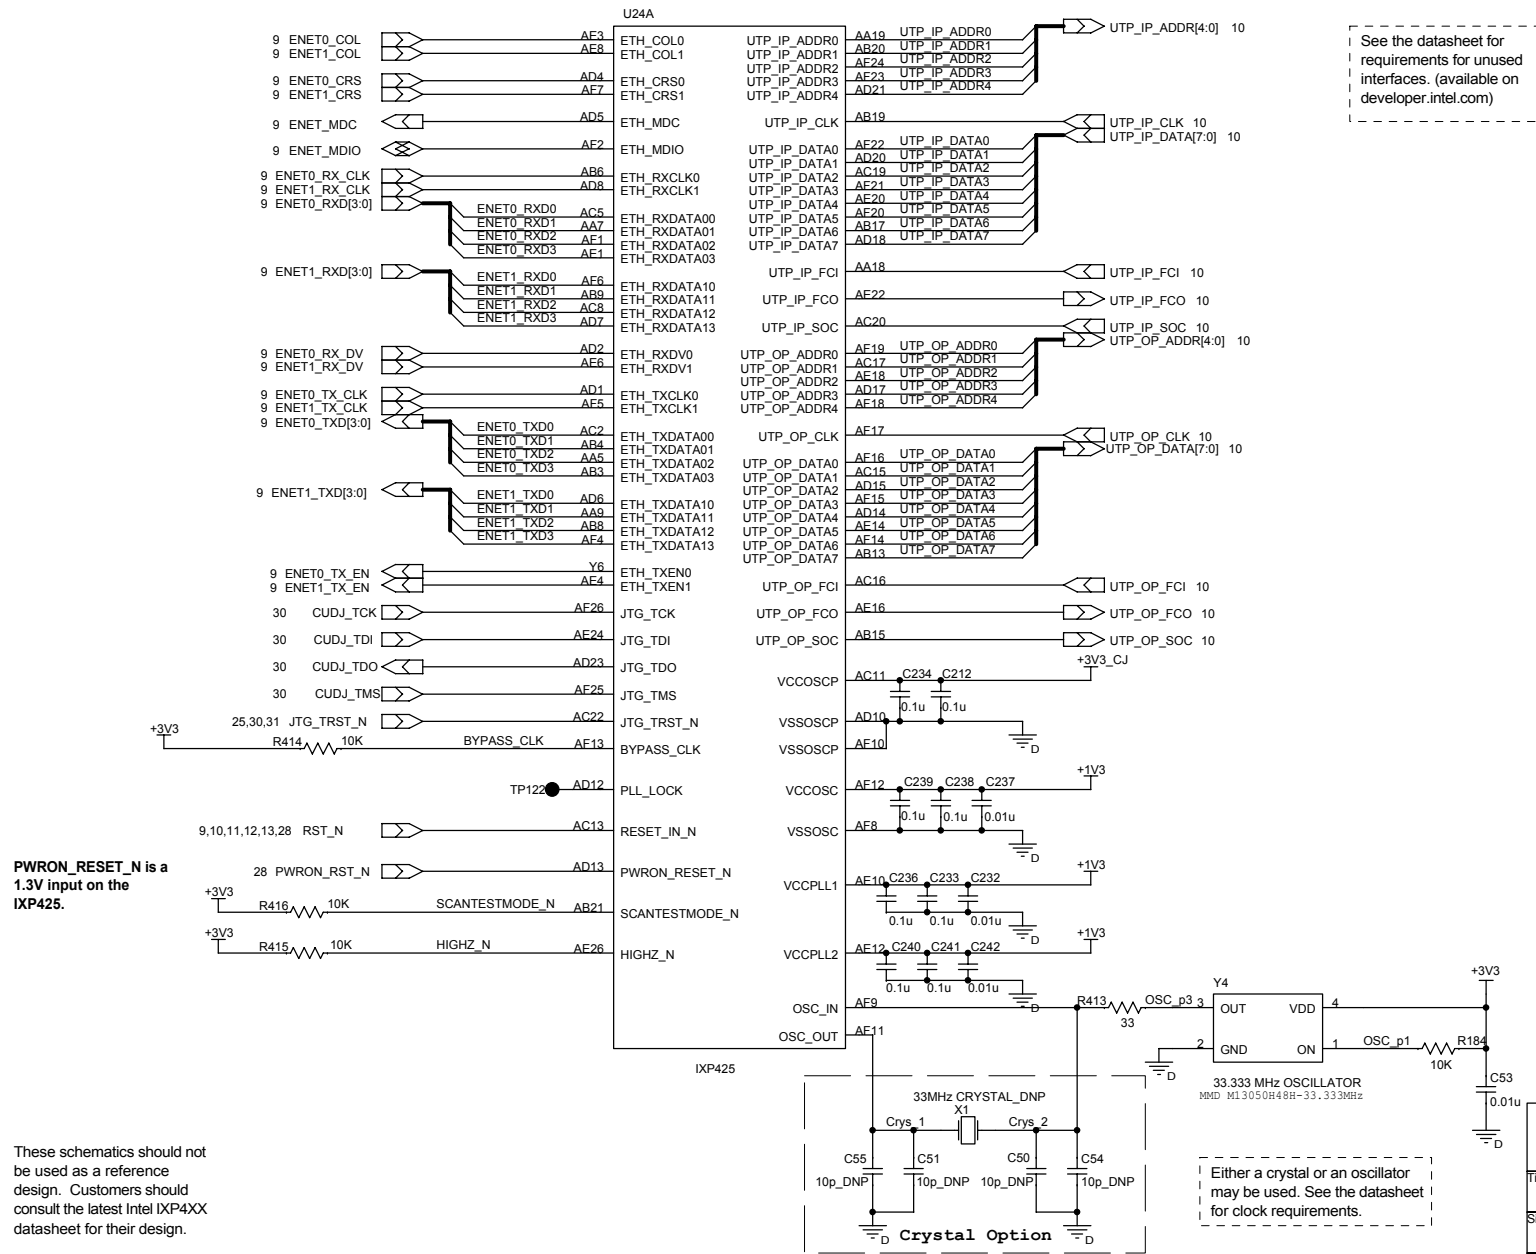 U24A
9 ENET0_COL AE3 ETH_COL0
9 ENET1_COL AE8 ETH_COL1
9 ENET0_CRS AD4 ETH_CRS0
9 ENET1_CRS AF7 ETH_CRS1
9 ENET_MDC AD5 ETH_MDC
9 ENET_MDIO AF2 ETH_MDIO
9 ENET0_RX_CLK AB6 ETH_RXCLK0
9 ENET1_RX_CLK AD8 ETH_RXCLK1
9 ENET0_RXD[3:0]
ENET0_RXD0 AC5 ETH_RXDATA00
ENET0_RXD1 AA7 ETH_RXDATA01
ENET0_RXD2 AF1 ETH_RXDATA02
ENET0_RXD3 AE1 ETH_RXDATA03
9 ENET1_RXD[3:0]
ENET1_RXD0 AF6 ETH_RXDATA10
ENET1_RXD1 AB9 ETH_RXDATA11
ENET1_RXD2 AC8 ETH_RXDATA12
ENET1_RXD3 AD7 ETH_RXDATA13
9 ENET0_RX_DV AD2 ETH_RXDV0
9 ENET1_RX_DV AE6 ETH_RXDV1
9 ENET0_TX_CLK AD1 ETH_TXCLK0
9 ENET1_TX_CLK AF5 ETH_TXCLK1
9 ENET0_TXD[3:0]
ENET0_TXD0 AC2 ETH_TXDATA00
ENET0_TXD1 AB4 ETH_TXDATA01
ENET0_TXD2 AA5 ETH_TXDATA02
ENET0_TXD3 AB3 ETH_TXDATA03
9 ENET1_TXD[3:0]
ENET1_TXD0 AD6 ETH_TXDATA10
ENET1_TXD1 AA9 ETH_TXDATA11
ENET1_TXD2 AB8 ETH_TXDATA12
ENET1_TXD3 AF4 ETH_TXDATA13
9 ENET0_TX_EN Y6 ETH_TXEN0
9 ENET1_TX_EN AE4 ETH_TXEN1
30 CUDJ_TCK AF26 JTG_TCK
30 CUDJ_TDI AE24 JTG_TDI
30 CUDJ_TDO AD23 JTG_TDO
30 CUDJ_TMS AF25 JTG_TMS
25,30,31 JTG_TRST_N AC22 JTG_TRST_N
+3V3
R414 10K BYPASS_CLK AF13 BYPASS_CLK
TP122 AD12 PLL_LOCK
9,10,11,12,13,28 RST_N AC13 RESET_IN_N
28 PWRON_RST_N AD13 PWRON_RESET_N
PWRON_RESET_N is a
1.3V input on the
IXP425.
+3V3
R416 10K SCANTESTMODE_N AB21 SCANTESTMODE_N
+3V3
R415 10K HIGHZ_N AE26 HIGHZ_N
UTP_IP_ADDR0 AA19 UTP_IP_ADDR0
UTP_IP_ADDR1 AB20 UTP_IP_ADDR1
UTP_IP_ADDR2 AF24 UTP_IP_ADDR2
UTP_IP_ADDR3 AF23 UTP_IP_ADDR3
UTP_IP_ADDR4 AD21 UTP_IP_ADDR4
UTP_IP_ADDR[4:0] 10
UTP_IP_CLK AB19 UTP_IP_CLK 10
UTP_IP_DATA[7:0] 10
UTP_IP_DATA0 AF22 UTP_IP_DATA0
UTP_IP_DATA1 AD20 UTP_IP_DATA1
UTP_IP_DATA2 AC19 UTP_IP_DATA2
UTP_IP_DATA3 AF21 UTP_IP_DATA3
UTP_IP_DATA4 AE20 UTP_IP_DATA4
UTP_IP_DATA5 AF20 UTP_IP_DATA5
UTP_IP_DATA6 AB17 UTP_IP_DATA6
UTP_IP_DATA7 AD18 UTP_IP_DATA7
UTP_IP_FCI AA18 UTP_IP_FCI 10
UTP_IP_FCO AE22 UTP_IP_FCO 10
UTP_IP_SOC AC20 UTP_IP_SOC 10
UTP_OP_ADDR[4:0] 10
UTP_OP_ADDR0 AF19 UTP_OP_ADDR0
UTP_OP_ADDR1 AC17 UTP_OP_ADDR1
UTP_OP_ADDR2 AE18 UTP_OP_ADDR2
UTP_OP_ADDR3 AD17 UTP_OP_ADDR3
UTP_OP_ADDR4 AF18 UTP_OP_ADDR4
UTP_OP_CLK AF17 UTP_OP_CLK 10
UTP_OP_DATA[7:0] 10
UTP_OP_DATA0 AF16 UTP_OP_DATA0
UTP_OP_DATA1 AC15 UTP_OP_DATA1
UTP_OP_DATA2 AD15 UTP_OP_DATA2
UTP_OP_DATA3 AF15 UTP_OP_DATA3
UTP_OP_DATA4 AD14 UTP_OP_DATA4
UTP_OP_DATA5 AE14 UTP_OP_DATA5
UTP_OP_DATA6 AF14 UTP_OP_DATA6
UTP_OP_DATA7 AB13 UTP_OP_DATA7
UTP_OP_FCI AC16 UTP_OP_FCI 10
UTP_OP_FCO AE16 UTP_OP_FCO 10
UTP_OP_SOC AB15 UTP_OP_SOC 10
+3V3_CJ
VCCOSCP AC11 C234 C212
0.1u 0.1u
VSSOSCP AD10
VSSOSCP AF10
D
+1V3
VCCOSC AF12 C239 C238 C237
0.1u 0.1u 0.01u
VSSOSC AF8
D
+1V3
VCCPLL1 AE10 C236 C233 C232
0.1u 0.1u 0.01u
D
+1V3
VCCPLL2 AE12 C240 C241 C242
0.1u 0.1u 0.01u
D
OSC_IN AF9
OSC_OUT AF11
IXP425
R413 33 OSC_p3
Y4
3 OUT VDD 4
2 GND ON 1
D
OSC_p1 R184
10K
+3V3
C53
0.01u
D
33.333 MHz OSCILLATOR
MMD M13050H48H-33.333MHz
33MHz CRYSTAL_DNP
X1
Crys_1 Crys_2
C55 C51 C50 C54
10p_DNP 10p_DNP 10p_DNP 10p_DNP
D D
Crystal Option
See the datasheet for
requirements for unused
interfaces. (available on
developer.intel.com)
Either a crystal or an oscillator
may be used. See the datasheet
for clock requirements.
These schematics should not
be used as a reference
design. Customers should
consult the latest Intel IXP4XX
datasheet for their design.